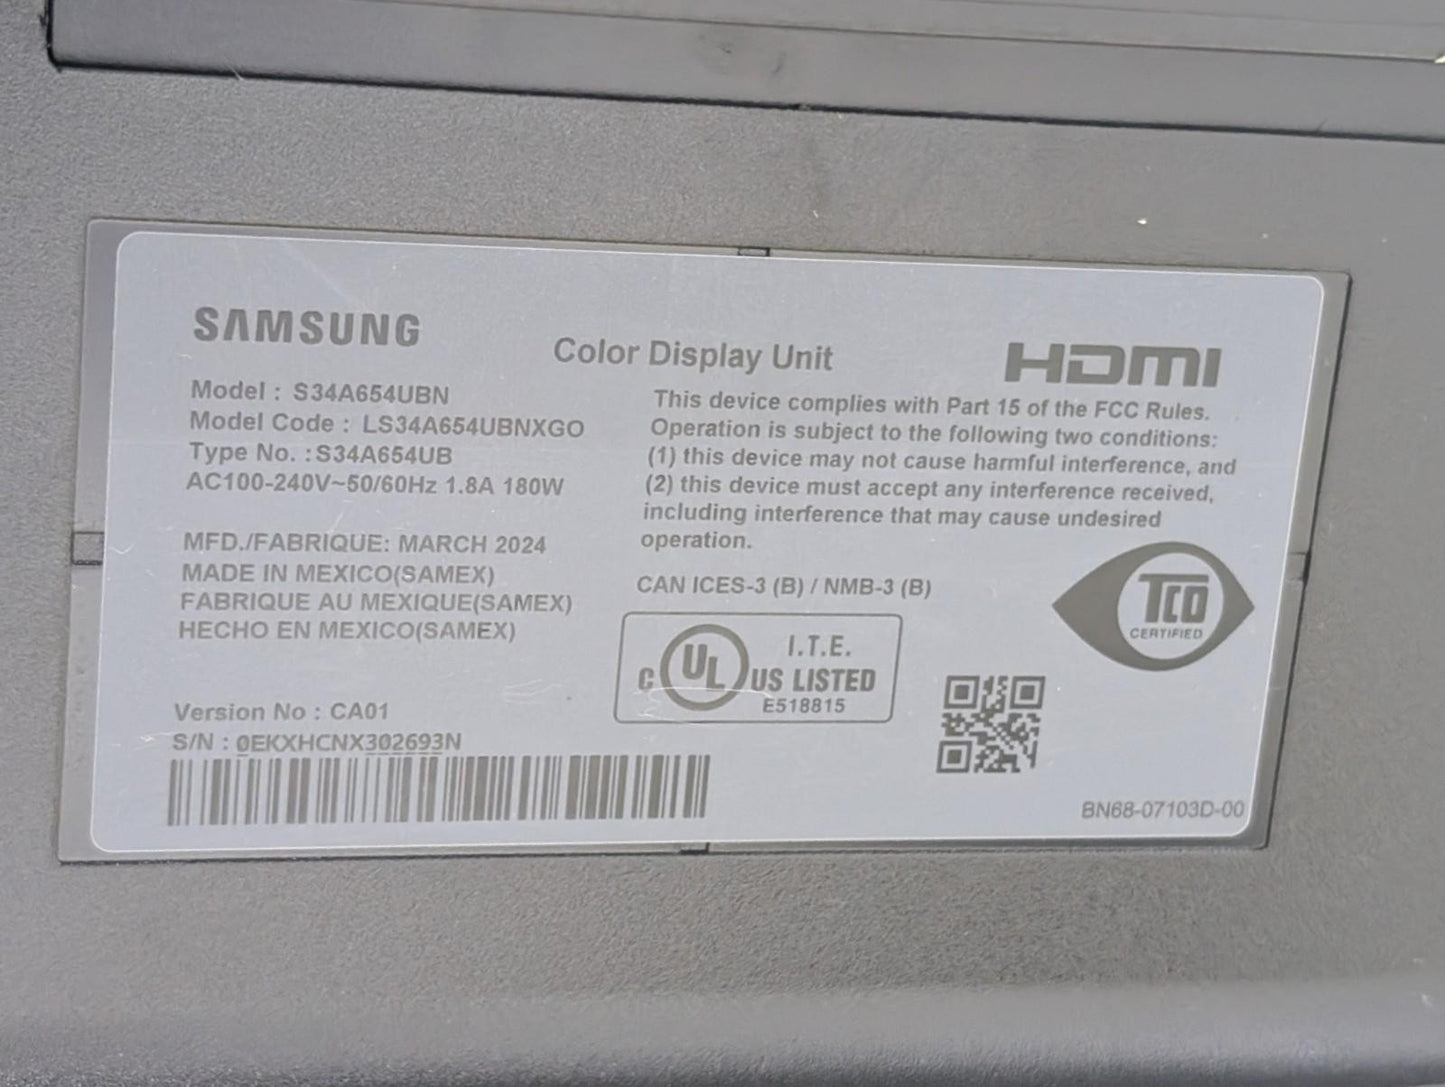 SAMSUNG
Color Display Unit
HDMI
Model : S34A654UBN
Model Code : LS34A654UBNXGO
Type No. :S34A654UB
AC100-240V~50/60Hz 1.8A 180W
MFD./FABRIQUE: MARCH 2024
MADE IN MEXICO(SAMEX)
FABRIQUE AU MEXIQUE(SAMEX)
HECHO EN MEXICO(SAMEX)
Version No : CA01
S/N : 0EKXHCNX302693N
This device complies with Part 15 of the FCC Rules.
Operation is subject to the following two conditions:
(1) this device may not cause harmful interference, and
(2) this device must accept any interference received,
including interference that may cause undesired
operation.
CAN ICES-3 (B) / NMB-3 (B)
C UL US LISTED
I.T.E.
E518815
TCO
CERTIFIED
BN68-07103D-00